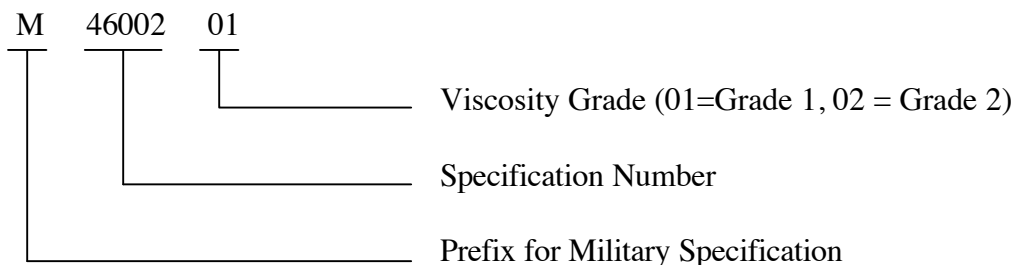 M 46002 01
Viscosity Grade (01=Grade 1, 02 = Grade 2)
Specification Number
Prefix for Military Specification